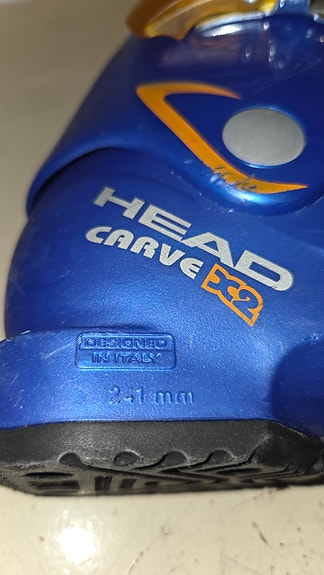 HEAD
CARVE X2
DESIGNED
IN ITALY
241 mm